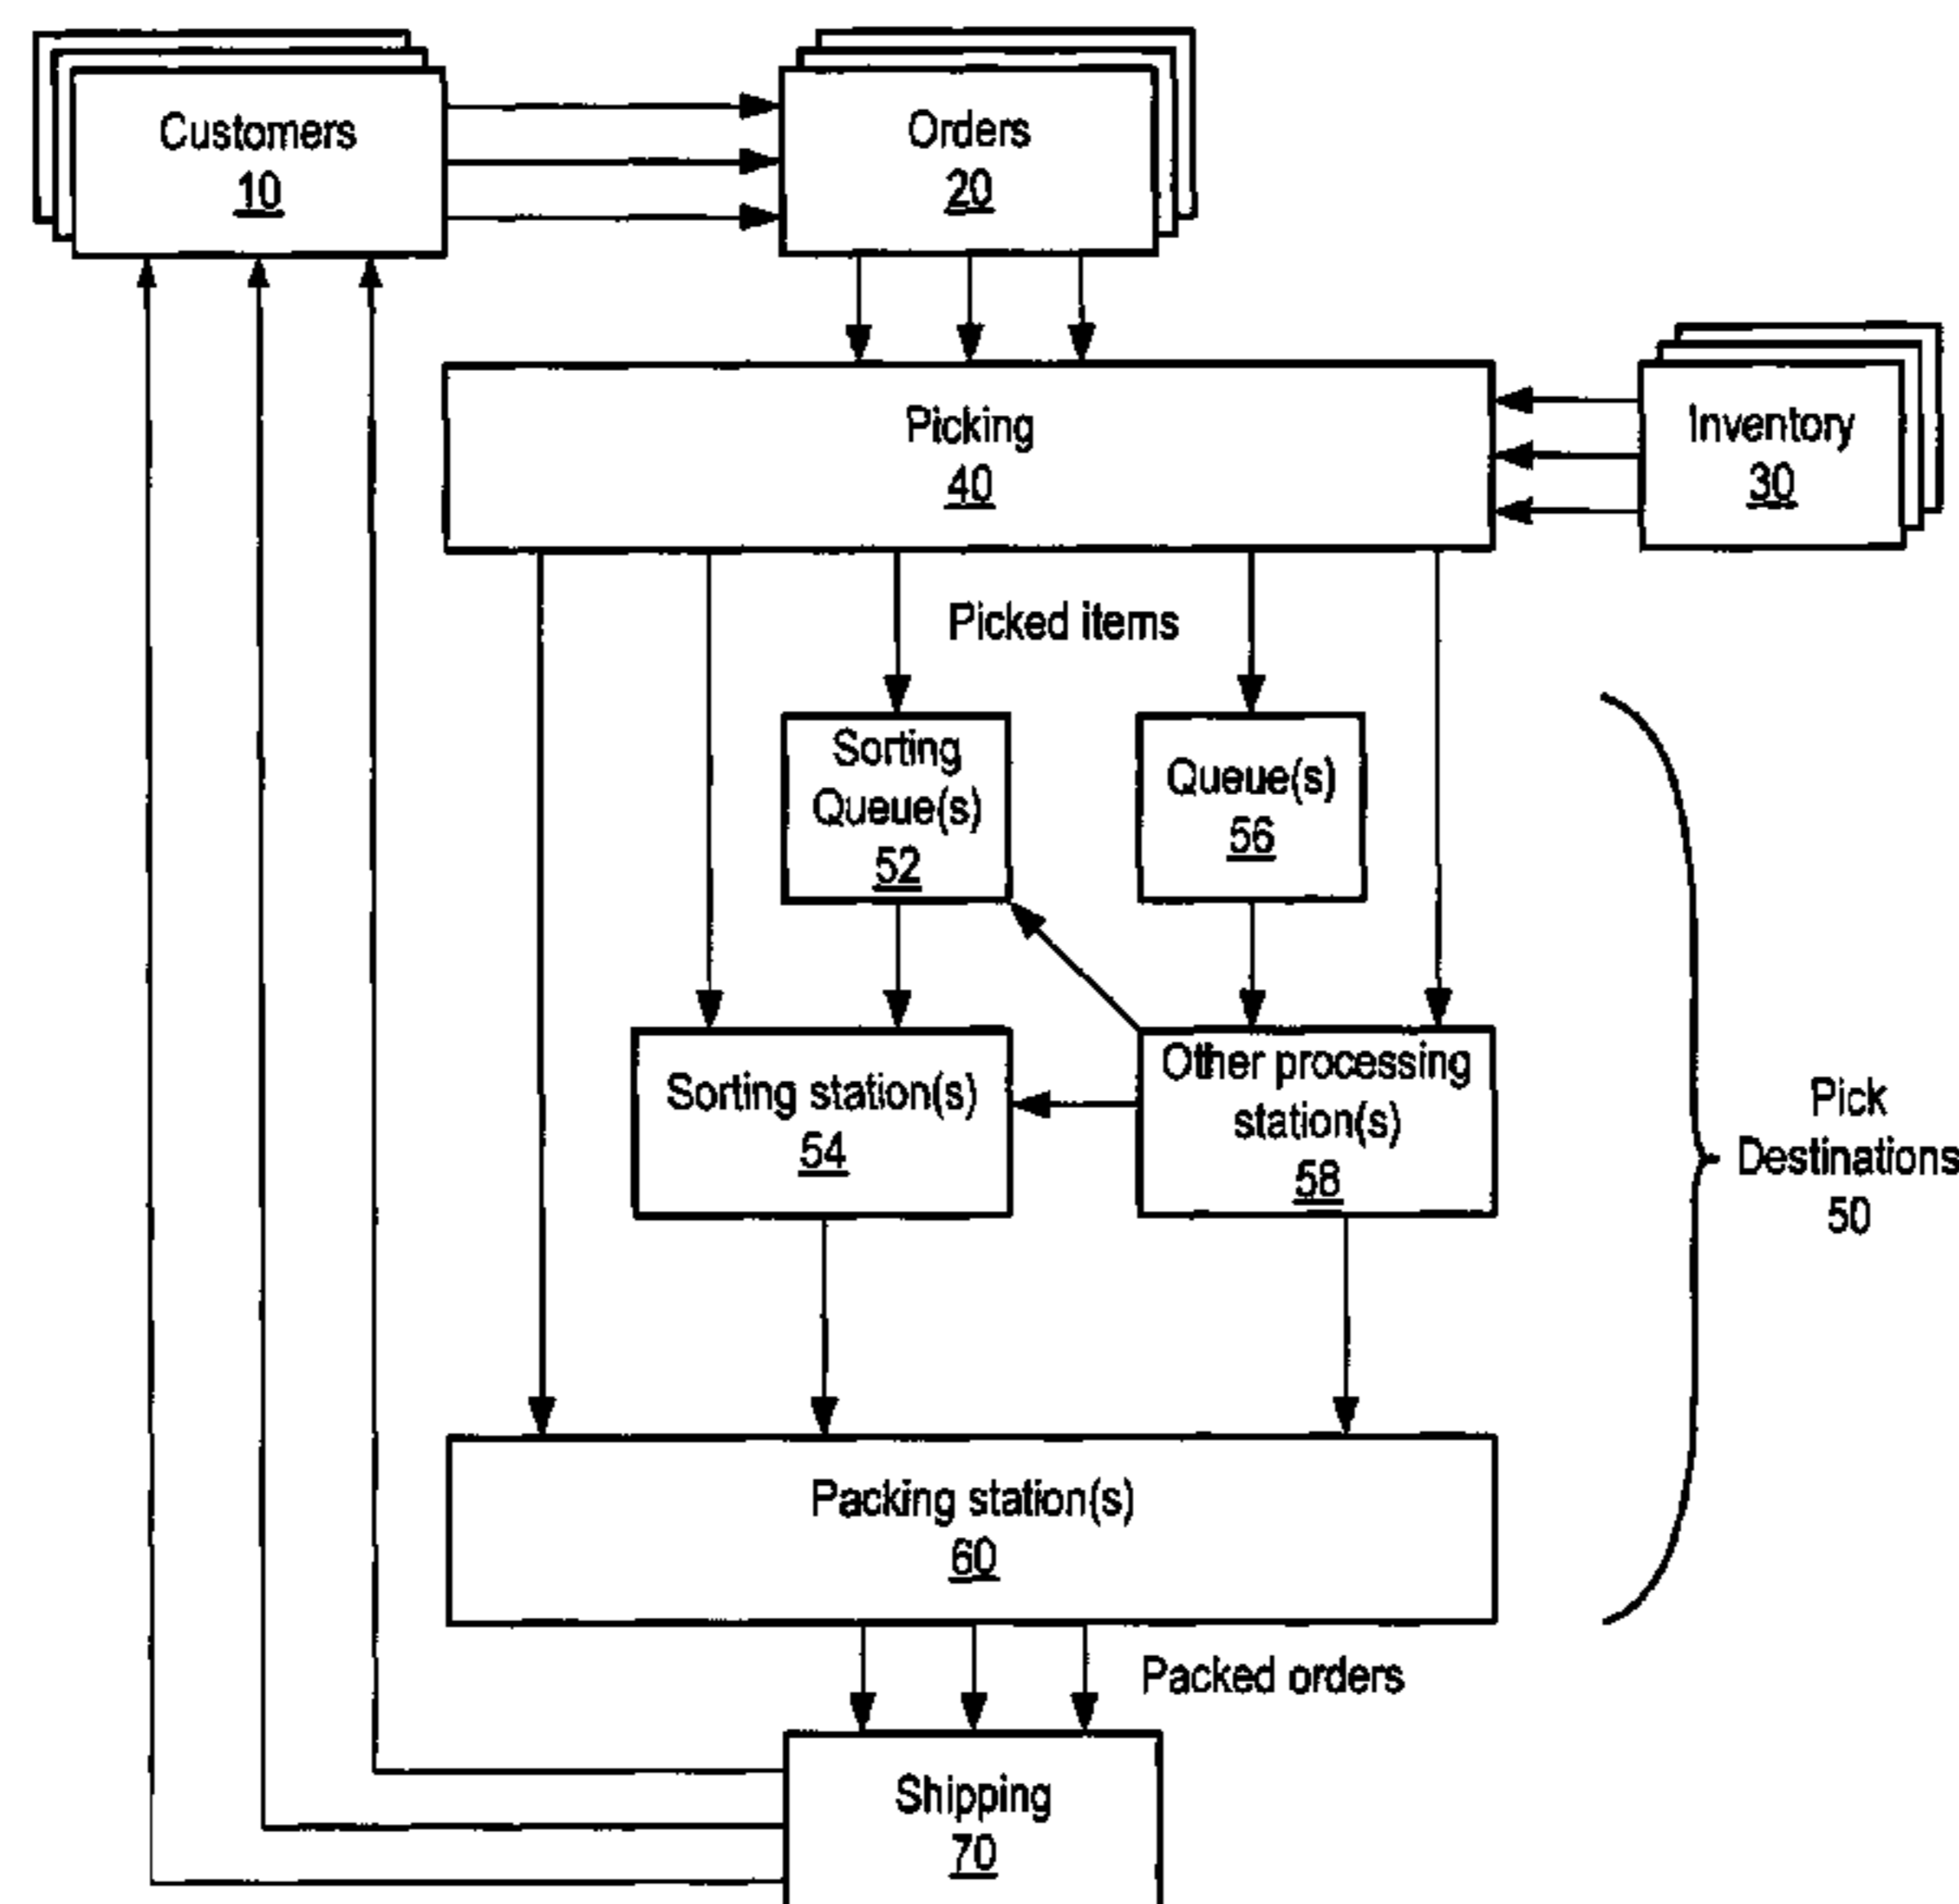 Customers
10
Orders
20
Picking
40
Inventory
30
Picked items
Sorting
Queue(s)
52
Queue(s)
56
Sorting station(s)
54
Other processing
station(s)
58
Pick
Destinations
50
Packing station(s)
60
Packed orders
Shipping
70